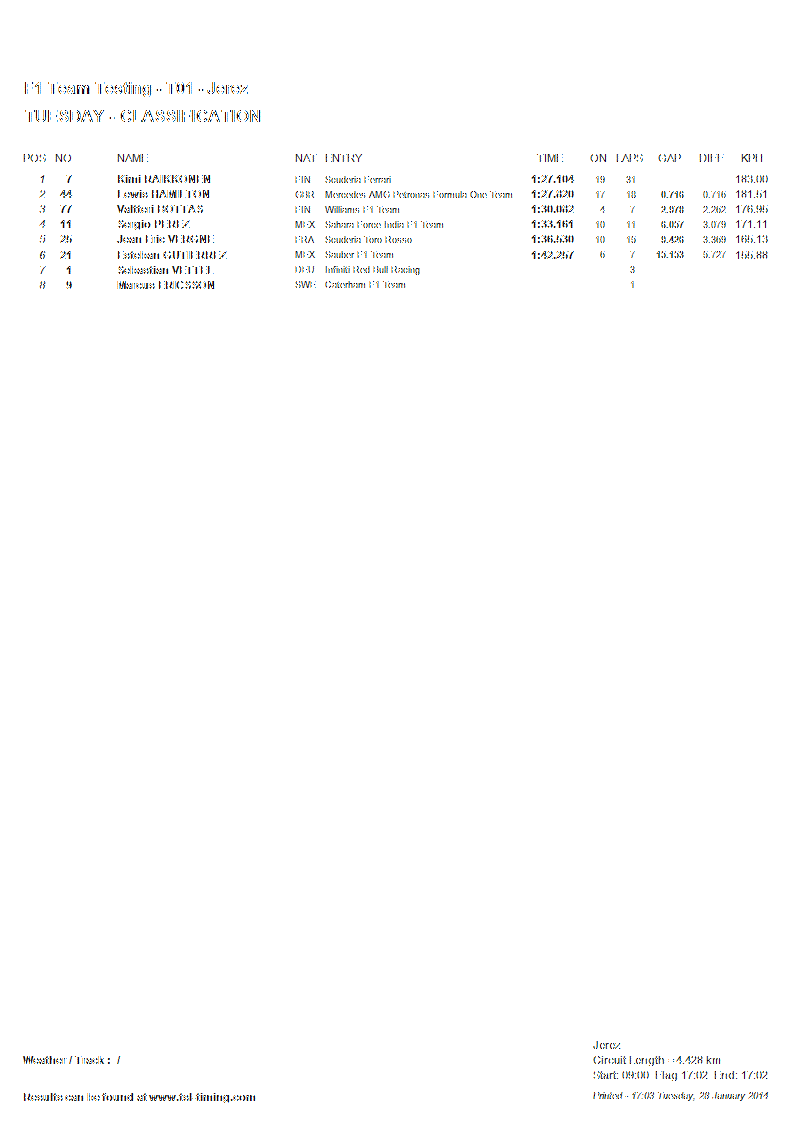 F1 Team Testing - T01 - Jerez
TUESDAY - CLASSIFICATION
POS NO NAME NAT ENTRY TIME ON LAPS GAP DIFF KPH
1 7 Kimi RAIKKONEN FIN Scuderia Ferrari 1:27.104 19 31 183.00
2 44 Lewis HAMILTON GBR Mercedes AMG Petronas Formula One Team 1:27.820 17 18 0.716 0.716 181.51
3 77 Valtteri BOTTAS FIN Williams F1 Team 1:30.082 4 7 2.978 2.262 176.95
4 11 Sergio PEREZ MEX Sahara Force India F1 Team 1:33.161 10 11 6.057 3.079 171.11
5 25 Jean Eric VERGNE FRA Scuderia Toro Rosso 1:36.530 10 15 9.426 3.369 165.13
6 21 Esteban GUTIERREZ MEX Sauber F1 Team 1:42.257 6 7 15.153 5.727 155.88
7 1 Sebastian VETTEL DEU Infiniti Red Bull Racing 3
8 9 Marcus ERICSSON SWE Caterham F1 Team 1
Jerez
Weather / Track : /
Circuit Length = 4.428 km
Start: 09:00 Flag 17:02 End: 17:02
Results can be found at www.tsl-timing.com
Printed - 17:03 Tuesday, 28 January 2014